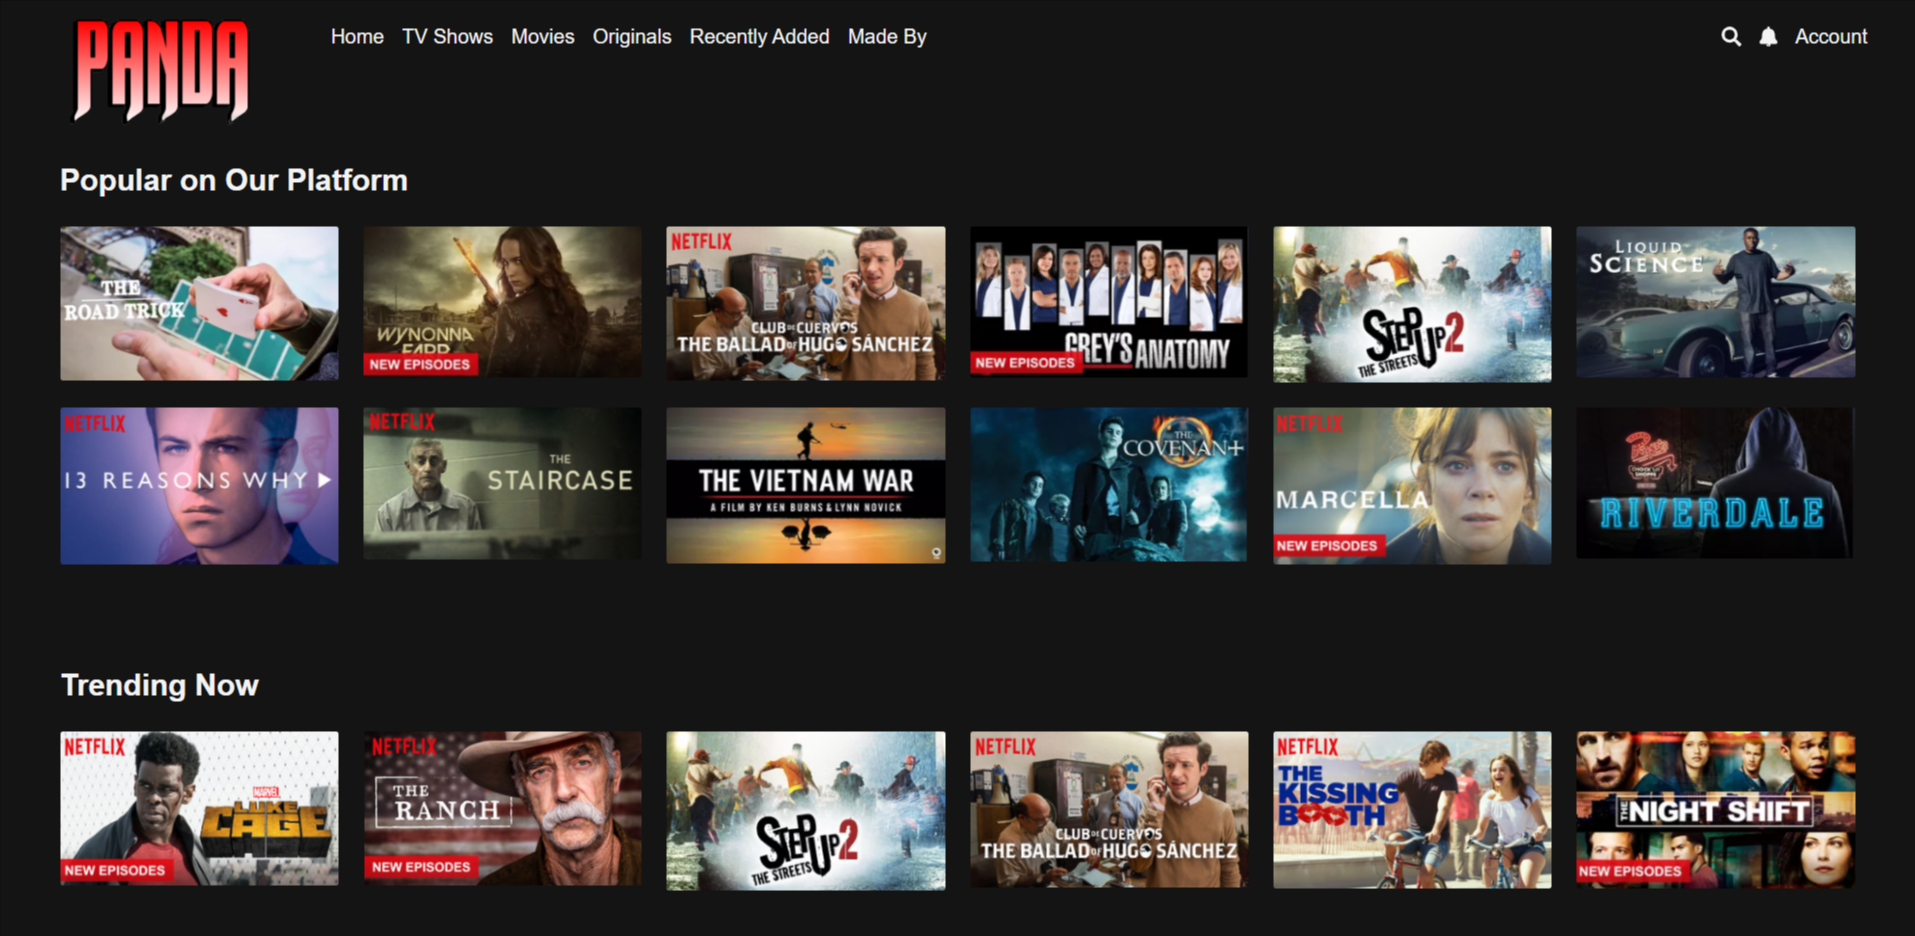 PANDA
Home TV Shows Movies Originals Recently Added Made By
Account
Popular on Our Platform
THE
ROAD TRICK
WYNONNA
EARP
NEW EPISODES
NETFLIX
CLUB DE CUERVOS
THE BALLAD OF HUGO SÁNCHEZ
GREY'S ANATOMY
NEW EPISODES
STEP UP 2
THE STREETS
LIQUID
SCIENCE
NETFLIX
13 REASONS WHY
NETFLIX
THE
STAIRCASE
THE VIETNAM WAR
A FILM BY KEN BURNS & LYNN NOVICK
THE
COVENANT
NETFLIX
MARCELLA
NEW EPISODES
RIVERDALE
Trending Now
NETFLIX
MARVEL
LUKE
CAGE
NEW EPISODES
NETFLIX
THE
RANCH
NEW EPISODES
STEP UP 2
THE STREETS
NETFLIX
CLUB DE CUERVOS
THE BALLAD OF HUGO SÁNCHEZ
NETFLIX
THE
KISSING
BOOTH
THE NIGHT SHIFT
NEW EPISODES